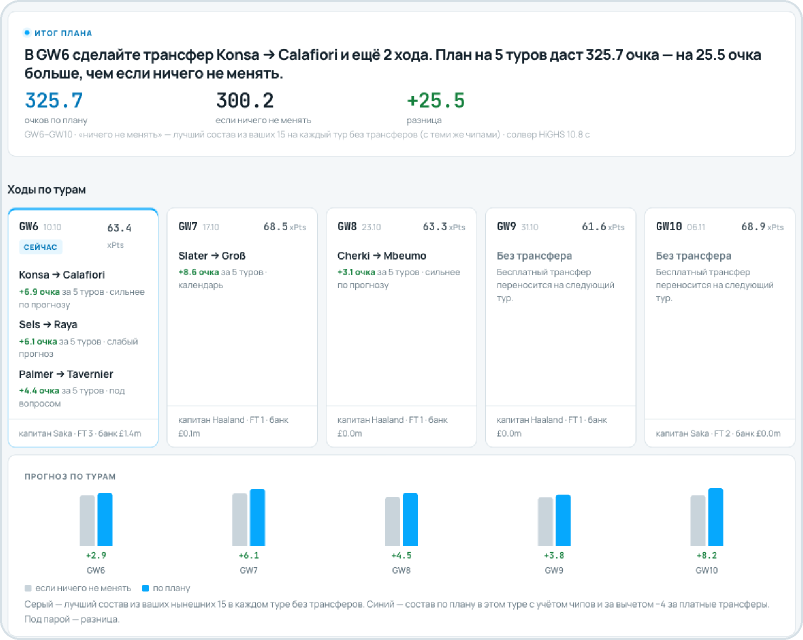 ИТОГ ПЛАНА
В GW6 сделайте трансфер Konsa → Calafiori и ещё 2 хода. План на 5 туров даст 325.7 очка — на 25.5 очка
больше, чем если ничего не менять.
325.7 300.2 +25.5
очков по плану если ничего не менять разница
GW6–GW10 · «ничего не менять» — лучший состав из ваших 15 на каждый тур без трансферов (с теми же чипами) · солвер HiGHS 10.8 с
Ходы по турам
GW6 10.10 63.4
СЕЙЧАС xPts
Konsa → Calafiori
+6.9 очка за 5 туров · сильнее
по прогнозу
Sels → Raya
+6.1 очка за 5 туров · слабый
прогноз
Palmer → Tavernier
+4.4 очка за 5 туров · под
вопросом
капитан Saka · FT 3 · банк £1.4m
GW7 17.10 68.5 xPts
Slater → Groß
+8.6 очка за 5 туров ·
календарь
капитан Haaland · FT 1 · банк
£0.1m
GW8 23.10 63.3 xPts
Cherki → Mbeumo
+3.1 очка за 5 туров · сильнее
по прогнозу
капитан Haaland · FT 1 · банк
£0.0m
GW9 31.10 61.6 xPts
Без трансфера
Бесплатный трансфер
переносится на следующий
тур.
капитан Haaland · FT 1 · банк
£0.0m
GW10 06.11 68.9 xPts
Без трансфера
Бесплатный трансфер
переносится на следующий
тур.
капитан Saka · FT 2 · банк £0.0m
ПРОГНОЗ ПО ТУРАМ
+2.9 +6.1 +4.5 +3.8 +8.2
GW6 GW7 GW8 GW9 GW10
если ничего не менять по плану
Серый — лучший состав из ваших нынешних 15 в каждом туре без трансферов. Синий — состав по плану в этом туре с учётом чипов и за вычетом −4 за платные трансферы.
Под парой — разница.